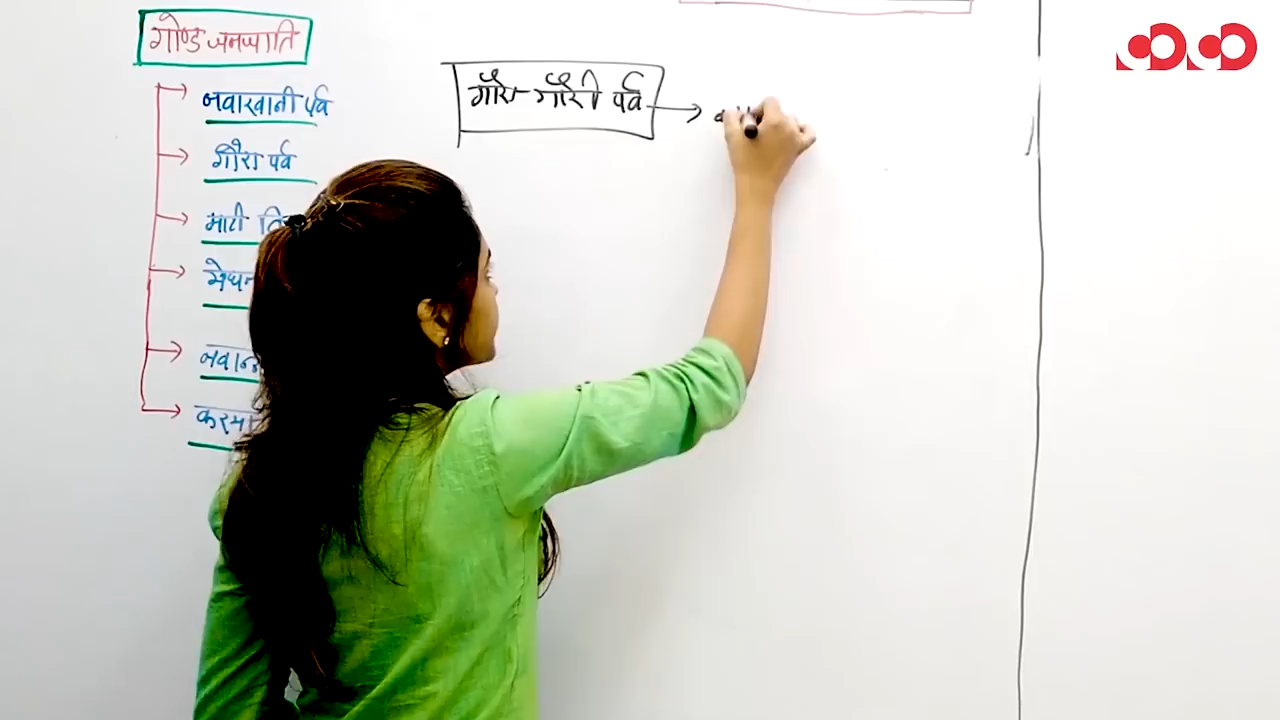 गोण्ड जनजाति
नवाखानी पर्व
गौरा पर्व
माटी
मेघन
नवान्न
करमा
गौरा-गौरी पर्व